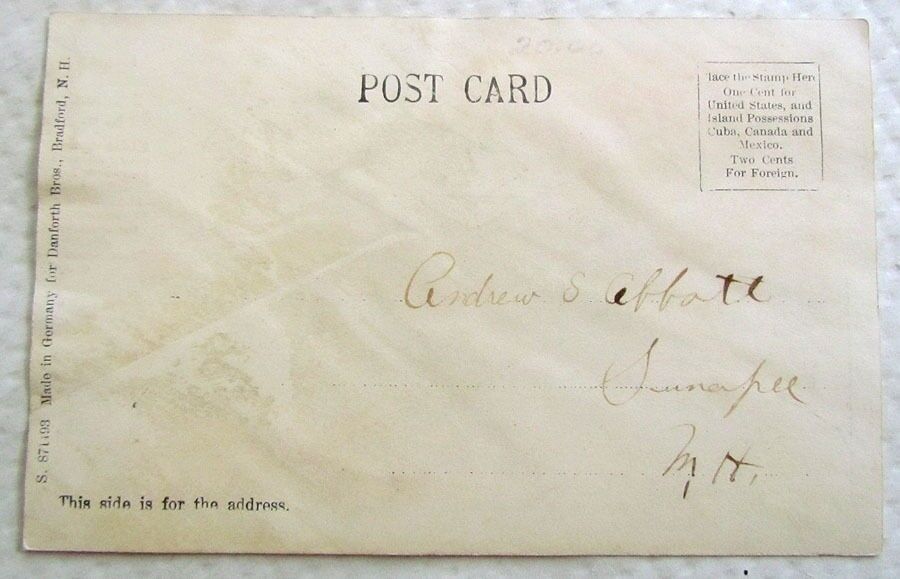 POST CARD
Place the Stamp Here
One Cent for
United States, and
Island Possessions
Cuba, Canada and
Mexico.
Two Cents
For Foreign.
Andrew S Abbott
Sunapee
N, H.
S. 871193 Made in Germany for Danforth Bros., Bradford, N. H.
This side is for the address.